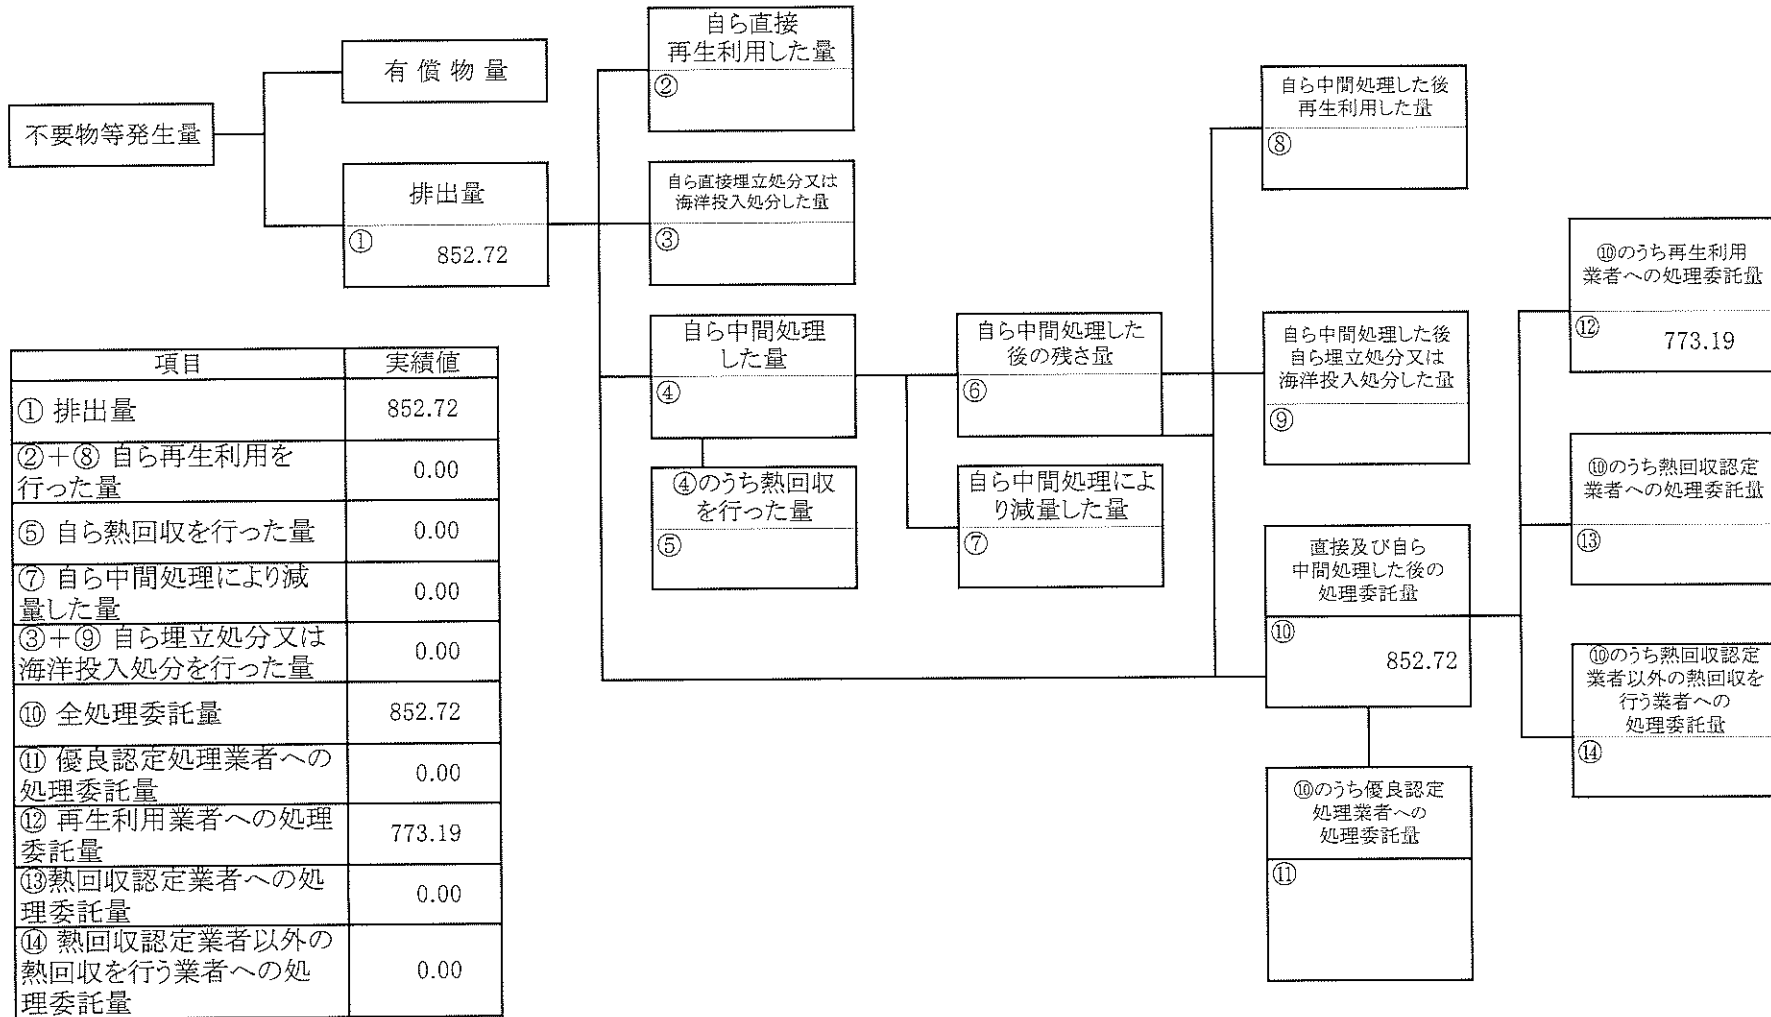 不要物等発生量
有償物量
排出量
①
852.72
自ら直接
再生利用した量
②
自ら直接埋立処分又は
海洋投入処分した量
③
自ら中間処理
した量
④
④のうち熱回収
を行った量
⑤
自ら中間処理した
後の残さ量
⑥
自ら中間処理によ
り減量した量
⑦
自ら中間処理した後
再生利用した量
⑧
自ら中間処理した後
自ら埋立処分又は
海洋投入処分した量
⑨
直接及び自ら
中間処理した後の
処理委託量
⑩
852.72
⑩のうち優良認定
処理業者への
処理委託量
⑪
⑩のうち再生利用
業者への処理委託量
⑫
773.19
⑩のうち熱回収認定
業者への処理委託量
⑬
⑩のうち熱回収認定
業者以外の熱回収を
行う業者への
処理委託量
⑭
項目 実績値
① 排出量 852.72
②+⑧ 自ら再生利用を
行った量 0.00
⑤ 自ら熱回収を行った量 0.00
⑦ 自ら中間処理により減
量した量 0.00
③+⑨ 自ら埋立処分又は
海洋投入処分を行った量 0.00
⑩ 全処理委託量 852.72
⑪ 優良認定処理業者への
処理委託量 0.00
⑫ 再生利用業者への処理
委託量 773.19
⑬熱回収認定業者への処
理委託量 0.00
⑭ 熱回収認定業者以外の
熱回収を行う業者への処
理委託量 0.00